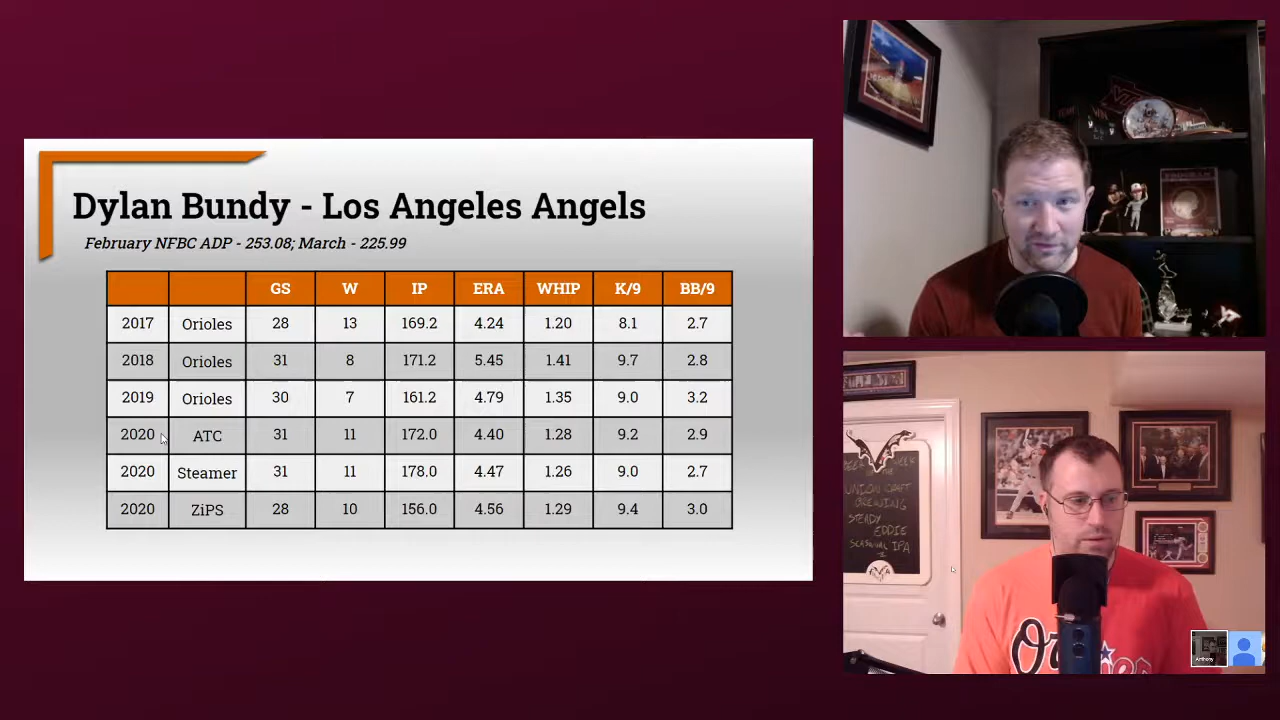 Dylan Bundy - Los Angeles Angels
February NFBC ADP - 253.08; March - 225.99
GS W IP ERA WHIP K/9 BB/9
2017 Orioles 28 13 169.2 4.24 1.20 8.1 2.7
2018 Orioles 31 8 171.2 5.45 1.41 9.7 2.8
2019 Orioles 30 7 161.2 4.79 1.35 9.0 3.2
2020 ATC 31 11 172.0 4.40 1.28 9.2 2.9
2020 Steamer 31 11 178.0 4.47 1.26 9.0 2.7
2020 ZiPS 28 10 156.0 4.56 1.29 9.4 3.0
PROGRAM
UNION CRAFT
BREWING
STEADY
EDDIE
SEASONAL IPA
Anthony